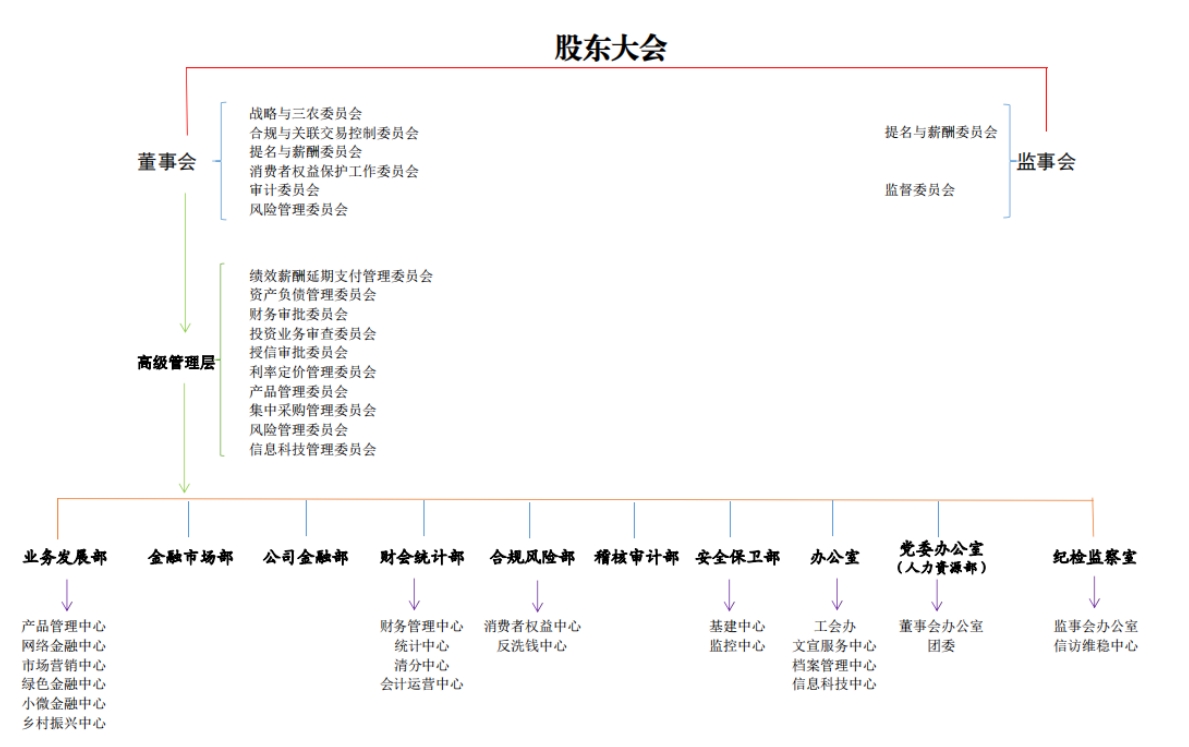 股东大会
董事会
战略与三农委员会
合规与关联交易控制委员会
提名与薪酬委员会
消费者权益保护工作委员会
审计委员会
风险管理委员会
提名与薪酬委员会
监督委员会
监事会
高级管理层
绩效薪酬延期支付管理委员会
资产负债管理委员会
财务审批委员会
投资业务审查委员会
授信审批委员会
利率定价管理委员会
产品管理委员会
集中采购管理委员会
风险管理委员会
信息科技管理委员会
业务发展部
产品管理中心
网络金融中心
市场营销中心
绿色金融中心
小微金融中心
乡村振兴中心
金融市场部
公司金融部
财会统计部
财务管理中心
统计中心
清分中心
会计运营中心
合规风险部
消费者权益中心
反洗钱中心
稽核审计部
安全保卫部
基建中心
监控中心
办公室
工会办
文宣服务中心
档案管理中心
信息科技中心
党委办公室
(人力资源部)
董事会办公室
团委
纪检监察室
监事会办公室
信访维稳中心